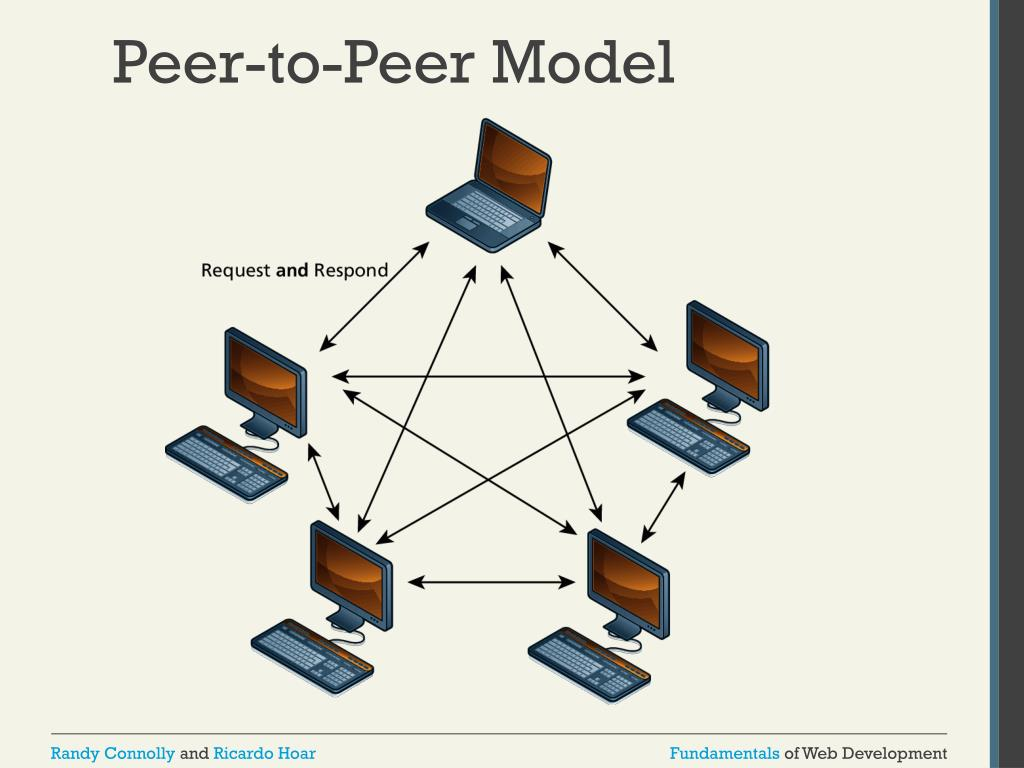 Peer-to-Peer Model
Request and Respond
Randy Connolly and Ricardo Hoar
Fundamentals of Web Development